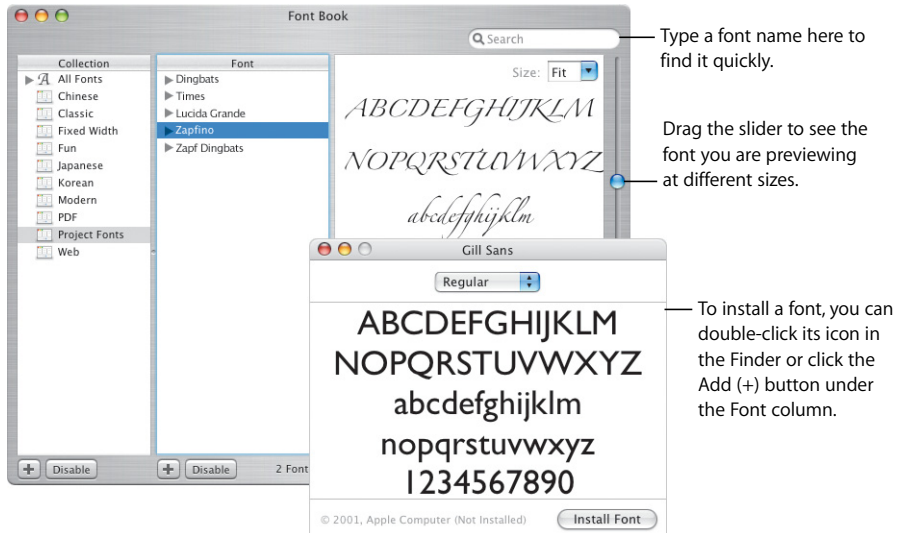 Font Book
Search
Type a font name here to
find it quickly.
Collection
All Fonts
Chinese
Classic
Fixed Width
Fun
Japanese
Korean
Modern
PDF
Project Fonts
Web
Font
Dingbats
Times
Lucida Grande
Zapfino
Zapf Dingbats
Size: Fit
ABCDEFGHIJKLM
NOPQRSTUVWXYZ
abcdefghijklm
Drag the slider to see the
font you are previewing
at different sizes.
Disable
Disable
2 Font
Gill Sans
Regular
ABCDEFGHIJKLM
NOPQRSTUVWXYZ
abcdefghijklm
nopqrstuvwxyz
1234567890
© 2001, Apple Computer (Not Installed)
Install Font
To install a font, you can
double-click its icon in
the Finder or click the
Add (+) button under
the Font column.